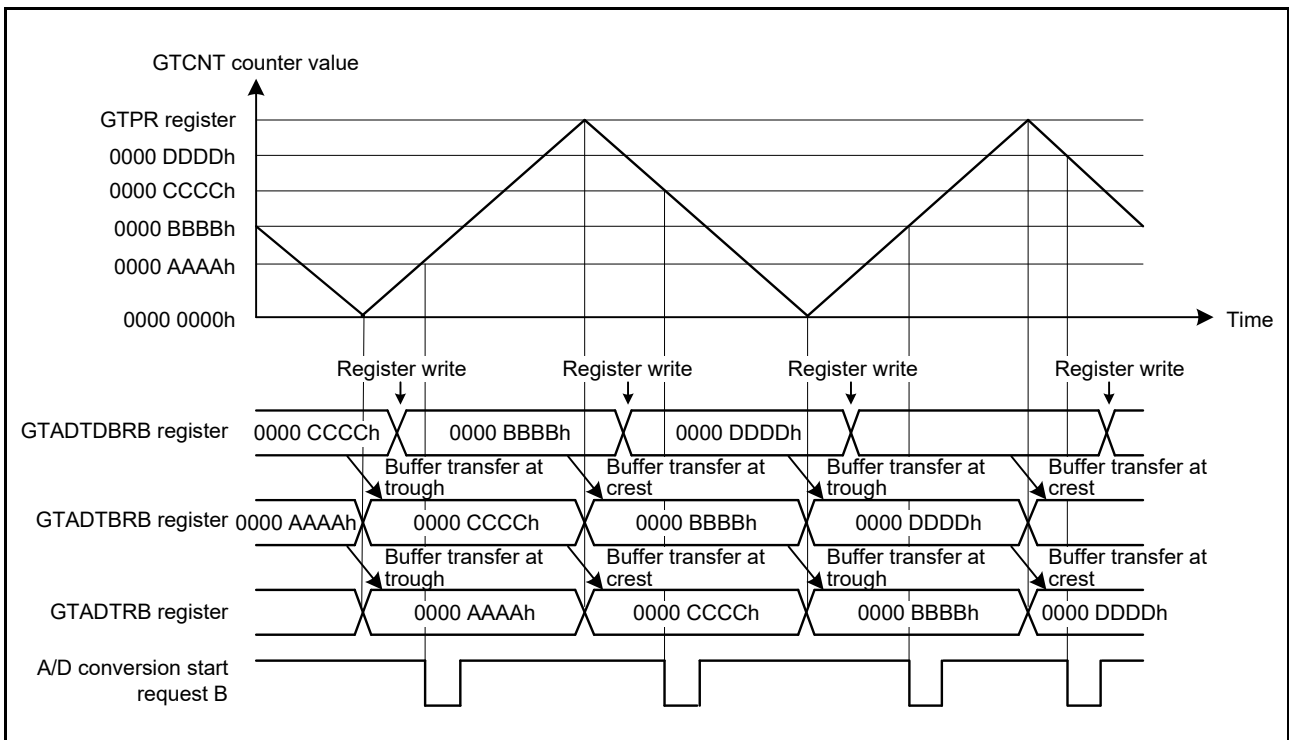 GTCNT counter value
GTPR register
0000 DDDDh
0000 CCCCh
0000 BBBBh
0000 AAAAh
0000 0000h
Time
Register write Register write Register write Register write
GTADTDBRB register 0000 CCCCh 0000 BBBBh 0000 DDDDh
Buffer transfer at trough
Buffer transfer at crest
Buffer transfer at trough
Buffer transfer at crest
GTADTBRB register 0000 AAAAh 0000 CCCCh 0000 BBBBh 0000 DDDDh
Buffer transfer at trough
Buffer transfer at crest
Buffer transfer at trough
Buffer transfer at crest
GTADTRB register 0000 AAAAh 0000 CCCCh 0000 BBBBh 0000 DDDDh
A/D conversion start
request B